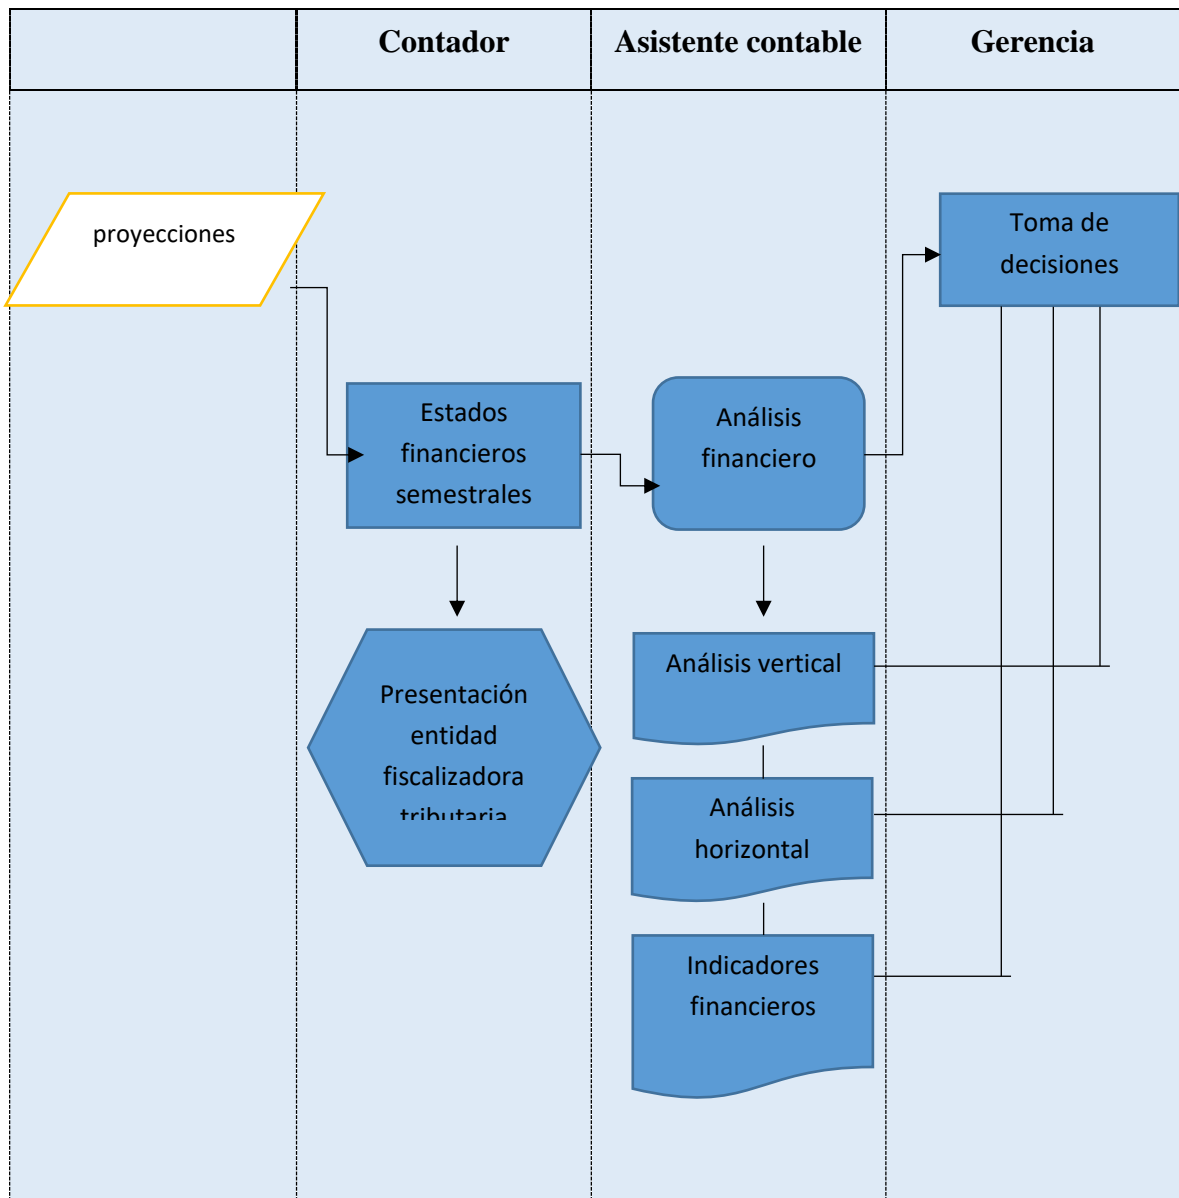 Contador
Asistente contable
Gerencia
proyecciones
Toma de
decisiones
Estados
financieros
semestrales
Análisis
financiero
Presentación
entidad
fiscalizadora
tributaria
Análisis vertical
Análisis
horizontal
Indicadores
financieros